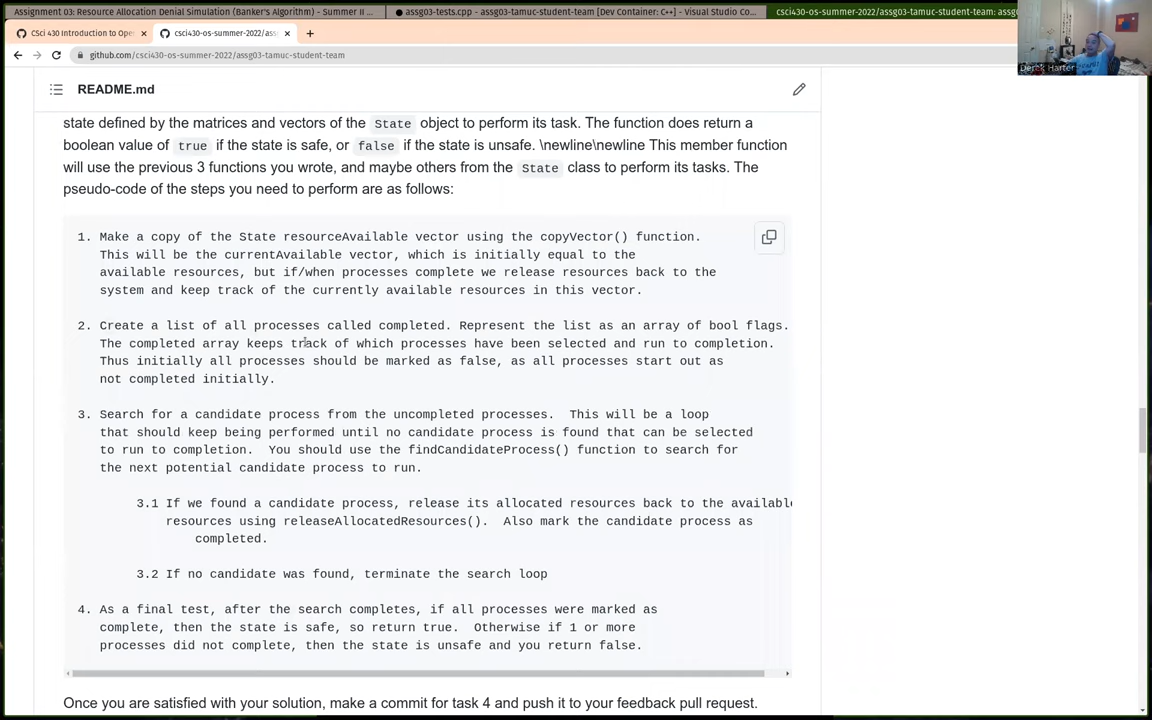 Assignment 03: Resource Allocation Denial Simulation (Banker's Algorithm) - Summer II ...
● assg03-tests.cpp - assg03-tamuc-student-team [Dev Container: C++] - Visual Studio Co...
csci430-os-summer-2022/assg03-tamuc-student-team: assg0
CSci 430 Introduction to Ope
csci430-os-summer-2022/ass
github.com/csci430-os-summer-2022/assg03-tamuc-student-team
Derek Harter
README.md
state defined by the matrices and vectors of the State object to perform its task. The function does return a
boolean value of true if the state is safe, or false if the state is unsafe. \newline\newline This member function
will use the previous 3 functions you wrote, and maybe others from the State class to perform its tasks. The
pseudo-code of the steps you need to perform are as follows:
1. Make a copy of the State resourceAvailable vector using the copyVector() function.
This will be the currentAvailable vector, which is initially equal to the
available resources, but if/when processes complete we release resources back to the
system and keep track of the currently available resources in this vector.
2. Create a list of all processes called completed. Represent the list as an array of bool flags.
The completed array keeps track of which processes have been selected and run to completion.
Thus initially all processes should be marked as false, as all processes start out as
not completed initially.
3. Search for a candidate process from the uncompleted processes.  This will be a loop
that should keep being performed until no candidate process is found that can be selected
to run to completion.  You should use the findCandidateProcess() function to search for
the next potential candidate process to run.
3.1 If we found a candidate process, release its allocated resources back to the available
resources using releaseAllocatedResources().  Also mark the candidate process as
completed.
3.2 If no candidate was found, terminate the search loop
4. As a final test, after the search completes, if all processes were marked as
complete, then the state is safe, so return true.  Otherwise if 1 or more
processes did not complete, then the state is unsafe and you return false.
Once you are satisfied with your solution, make a commit for task 4 and push it to your feedback pull request.